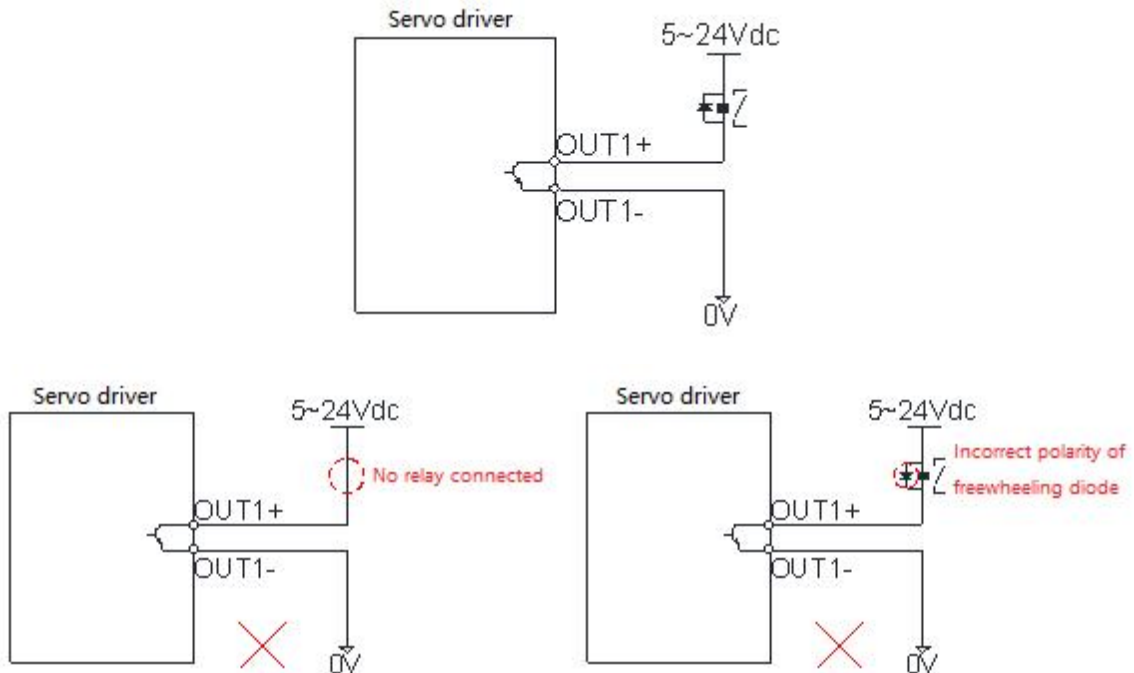 Servo driver
5~24Vdc
OUT1+
OUT1-
0V
Servo driver
5~24Vdc
No relay connected
OUT1+
OUT1-
0V
Servo driver
5~24Vdc
Incorrect polarity of
freewheeling diode
OUT1+
OUT1-
0V